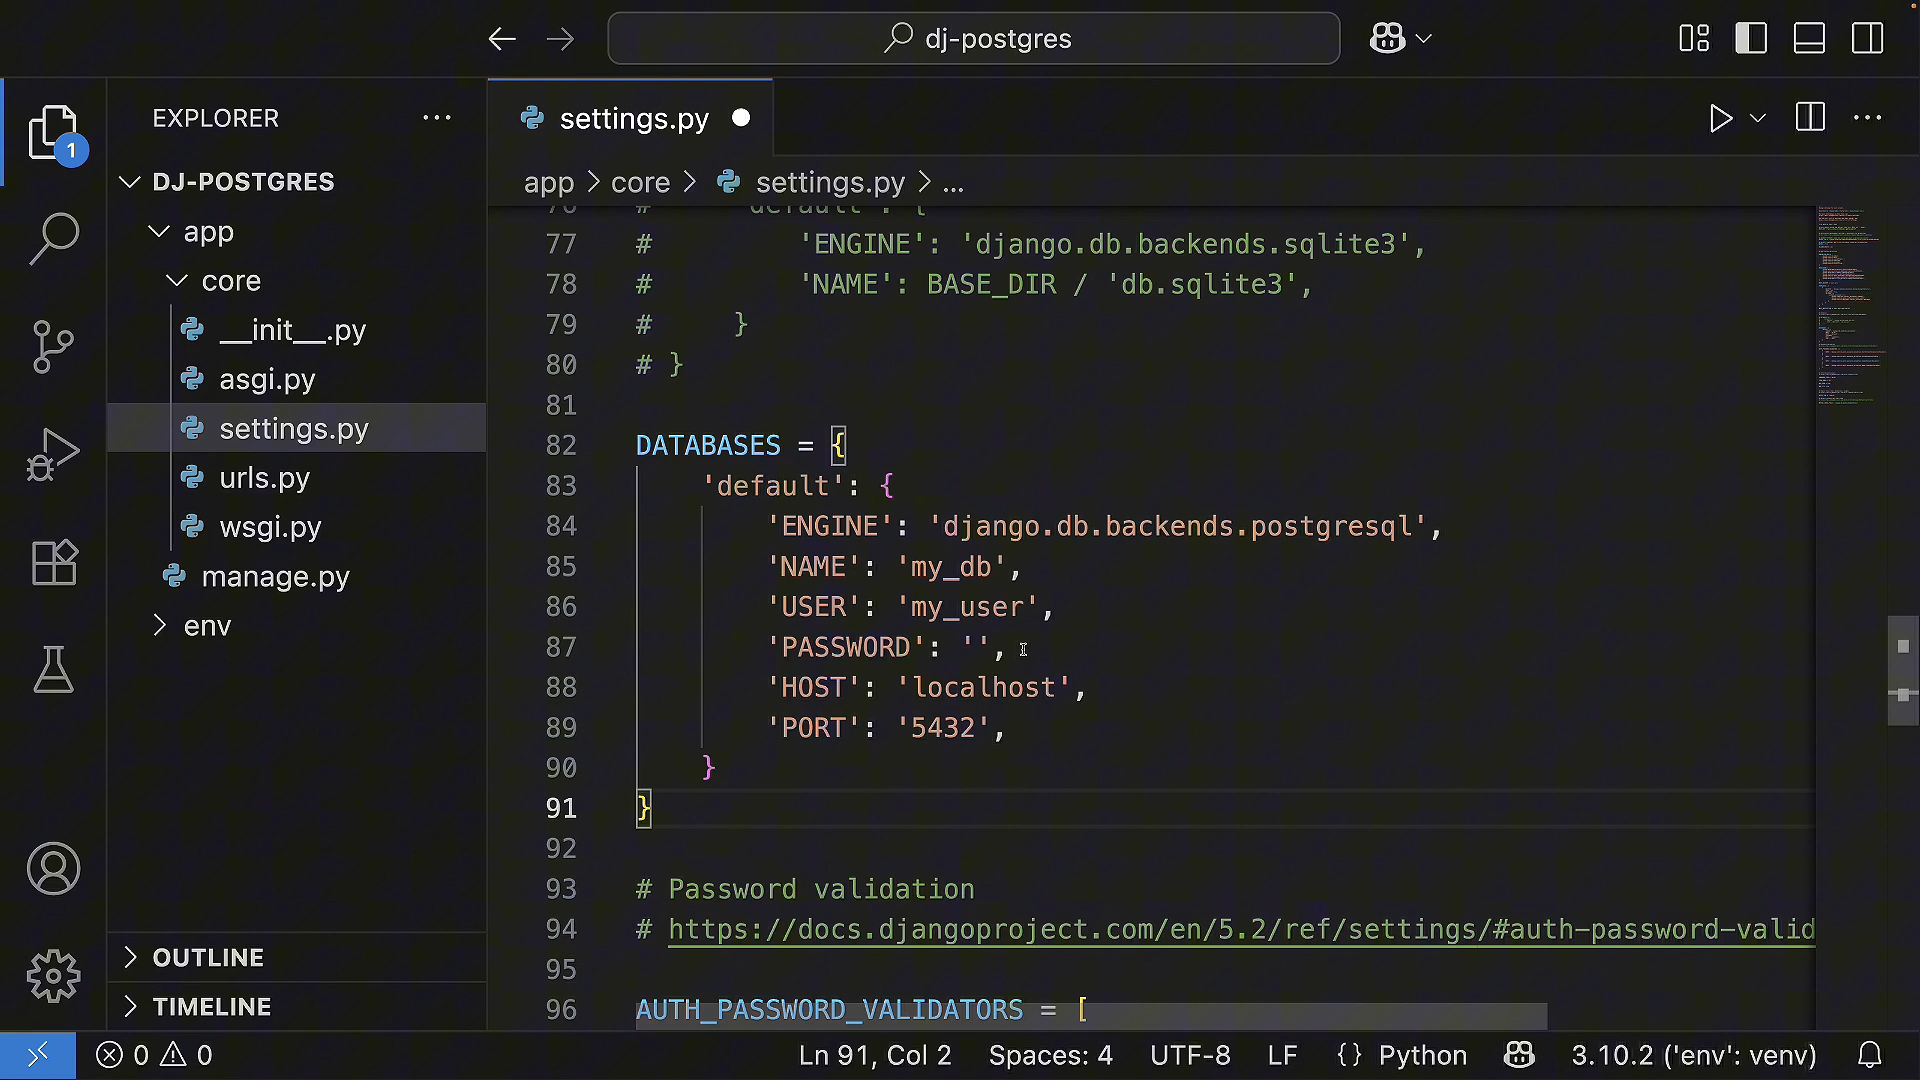 dj-postgres
EXPLORER
settings.py
1
DJ-POSTGRES
app
core
__init__.py
asgi.py
settings.py
urls.py
wsgi.py
manage.py
env
OUTLINE
TIMELINE
app > core > settings.py > ...
76 # 'default': {
77 # 'ENGINE': 'django.db.backends.sqlite3',
78 # 'NAME': BASE_DIR / 'db.sqlite3',
79 # }
80 # }
81
82 DATABASES = {
83 'default': {
84 'ENGINE': 'django.db.backends.postgresql',
85 'NAME': 'my_db',
86 'USER': 'my_user',
87 'PASSWORD': '',
88 'HOST': 'localhost',
89 'PORT': '5432',
90 }
91 }
92
93 # Password validation
94 # https://docs.djangoproject.com/en/5.2/ref/settings/#auth-password-valid
95
96 AUTH_PASSWORD_VALIDATORS = [
0 0 Ln 91, Col 2 Spaces: 4 UTF-8 LF {} Python 3.10.2 ('env': venv)